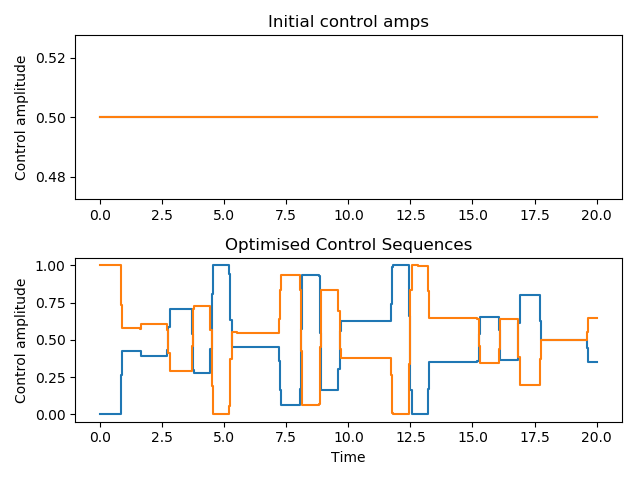 Initial control amps
Control amplitude
0.52
0.50
0.48
0.0 2.5 5.0 7.5 10.0 12.5 15.0 17.5 20.0
Optimised Control Sequences
Control amplitude
1.00
0.75
0.50
0.25
0.00
0.0 2.5 5.0 7.5 10.0 12.5 15.0 17.5 20.0
Time